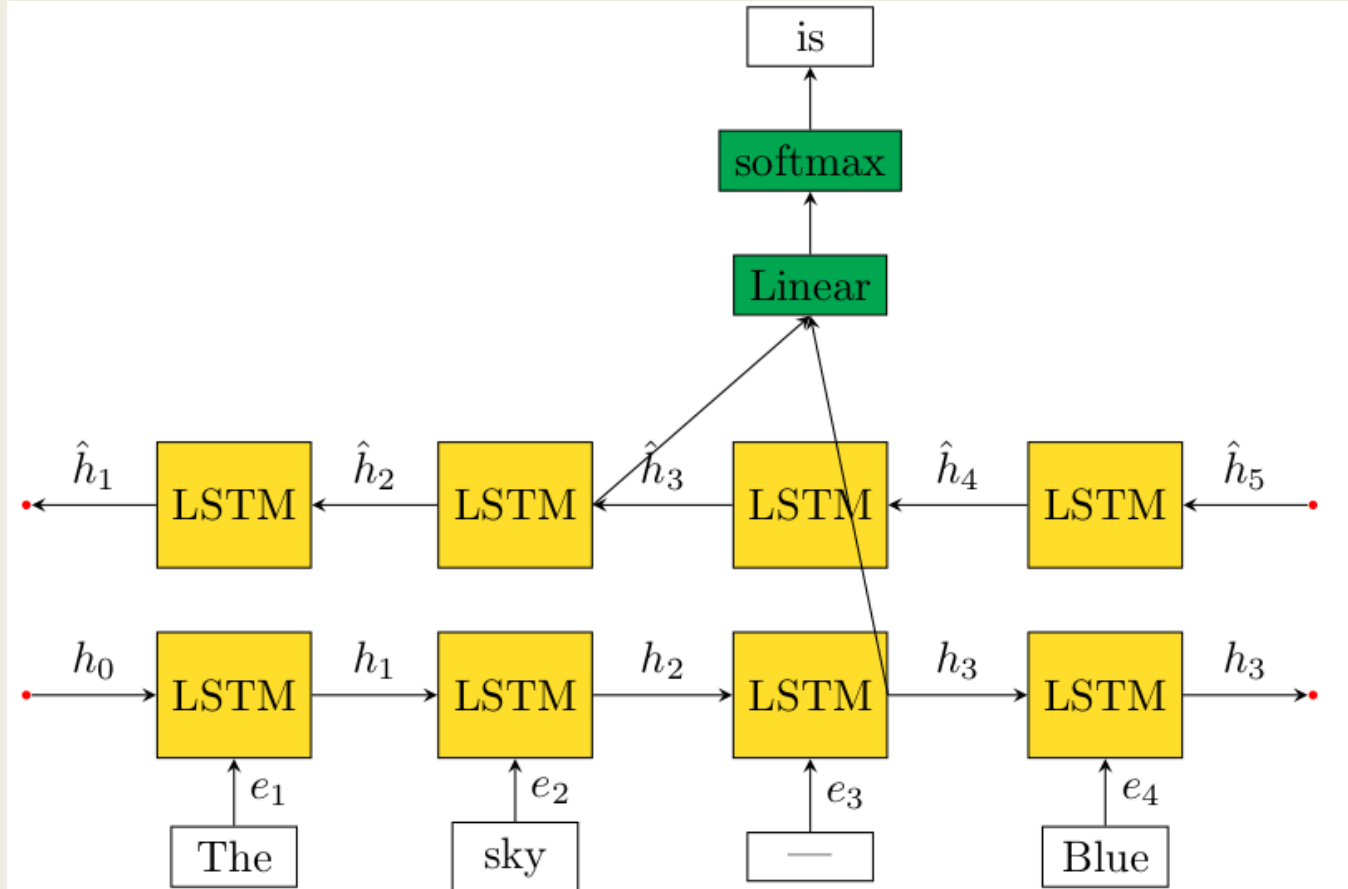 is
softmax
Linear
ĥ₁ ĥ₂ ĥ₃ ĥ₄ ĥ₅
LSTM LSTM LSTM LSTM
h₀ h₁ h₂ h₃ h₃
LSTM LSTM LSTM LSTM
e₁ e₂ e₃ e₄
The sky — Blue